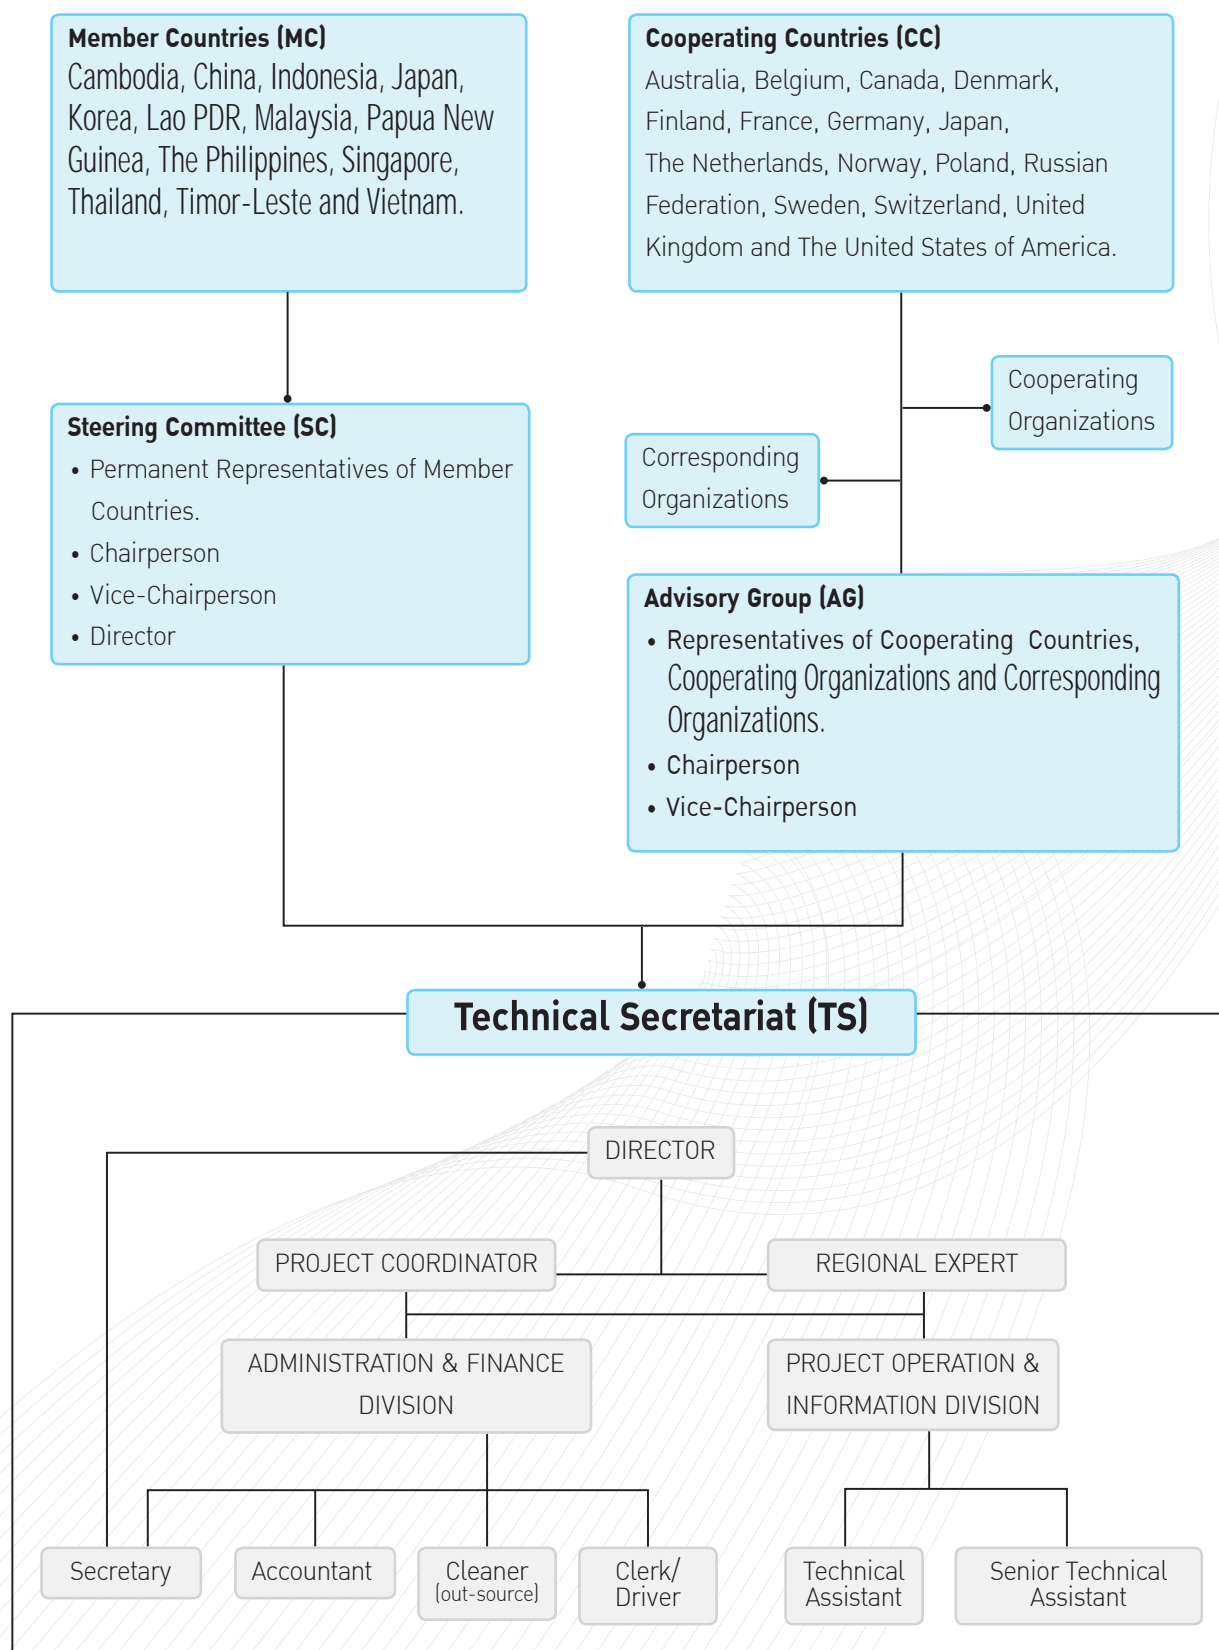 Member Countries (MC)
Cambodia, China, Indonesia, Japan,
Korea, Lao PDR, Malaysia, Papua New
Guinea, The Philippines, Singapore,
Thailand, Timor-Leste and Vietnam.
Cooperating Countries (CC)
Australia, Belgium, Canada, Denmark,
Finland, France, Germany, Japan,
The Netherlands, Norway, Poland, Russian
Federation, Sweden, Switzerland, United
Kingdom and The United States of America.
Cooperating
Organizations
Corresponding
Organizations
Steering Committee (SC)
• Permanent Representatives of Member
Countries.
• Chairperson
• Vice-Chairperson
• Director
Advisory Group (AG)
• Representatives of Cooperating Countries,
Cooperating Organizations and Corresponding
Organizations.
• Chairperson
• Vice-Chairperson
Technical Secretariat (TS)
DIRECTOR
PROJECT COORDINATOR
REGIONAL EXPERT
ADMINISTRATION & FINANCE
DIVISION
PROJECT OPERATION &
INFORMATION DIVISION
Secretary
Accountant
Cleaner
(out-source)
Clerk/
Driver
Technical
Assistant
Senior Technical
Assistant